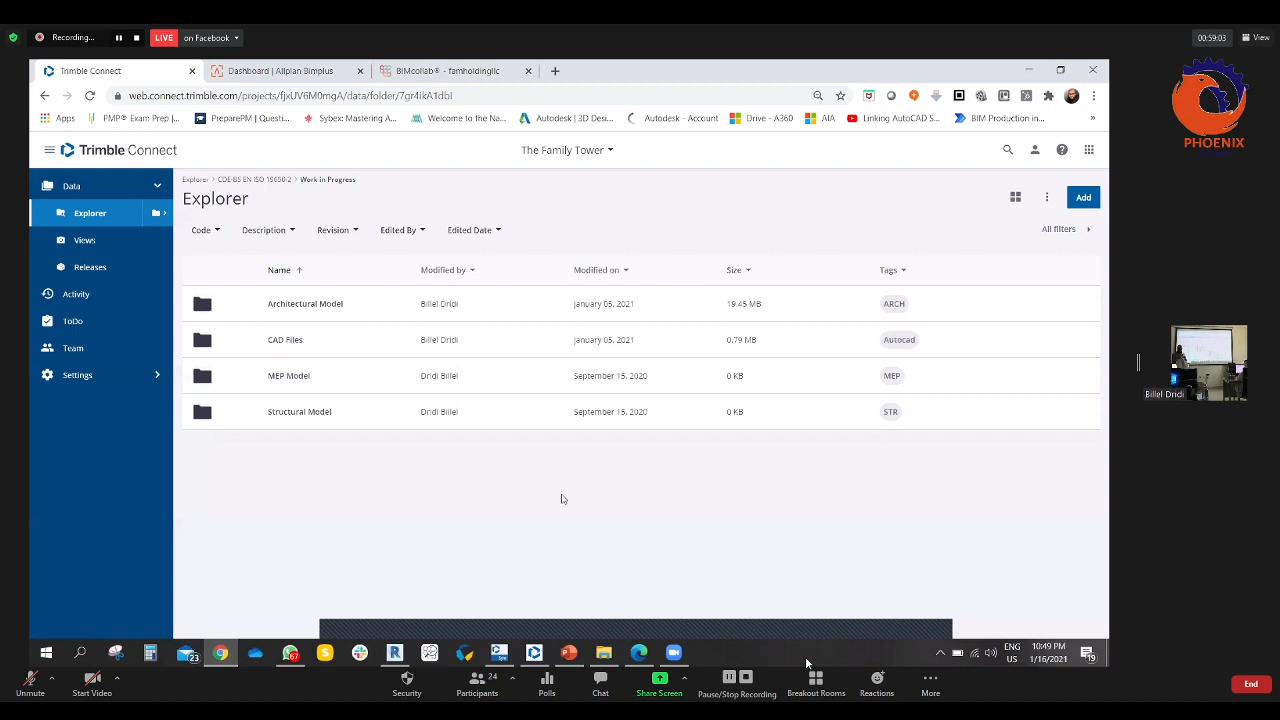 Recording...
LIVE on Facebook
00:59:03 View
Trimble Connect
Dashboard | Allplan Bimplus
BIMcollab® - famholdingllc
web.connect.trimble.com/projects/fjxUV6M0mgA/data/folder/7gr4ikA1dbI
Apps
PMP® Exam Prep |...
PreparePM | Questi...
Sybex: Mastering A...
Welcome to the Na...
Autodesk | 3D Desi...
Autodesk - Account
Drive - A360
AIA
Linking AutoCAD S...
BIM Production in...
PHOENIX
Trimble Connect
The Family Tower
Data
Explorer
Views
Releases
Activity
ToDo
Team
Settings
Explorer > CDE-BS EN ISO 19650-2 > Work in Progress
Explorer
Add
Code Description Revision Edited By Edited Date All filters
Name Modified by Modified on Size Tags
Architectural Model Billel Dridi January 05, 2021 19.45 MB ARCH
CAD Files Billel Dridi January 05, 2021 0.79 MB Autocad
MEP Model Dridi Billel September 15, 2020 0 KB MEP
Structural Model Dridi Billel September 15, 2020 0 KB STR
Billel Dridi
23
67
ENG
US
10:49 PM
1/16/2021
19
Unmute
Start Video
Security
Participants 24
Polls
Chat
Share Screen
Pause/Stop Recording
Breakout Rooms
Reactions
More
End